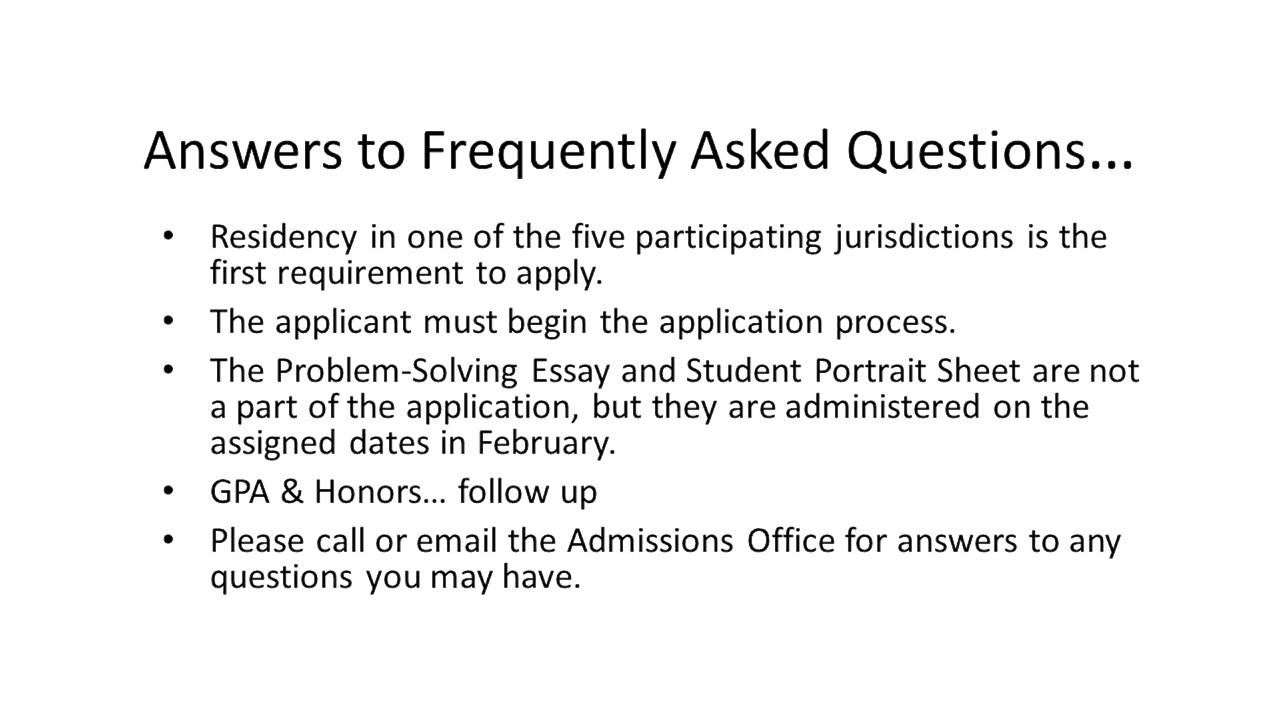 Answers to Frequently Asked Questions...
• Residency in one of the five participating jurisdictions is the
first requirement to apply.
• The applicant must begin the application process.
• The Problem-Solving Essay and Student Portrait Sheet are not
a part of the application, but they are administered on the
assigned dates in February.
• GPA & Honors... follow up
• Please call or email the Admissions Office for answers to any
questions you may have.